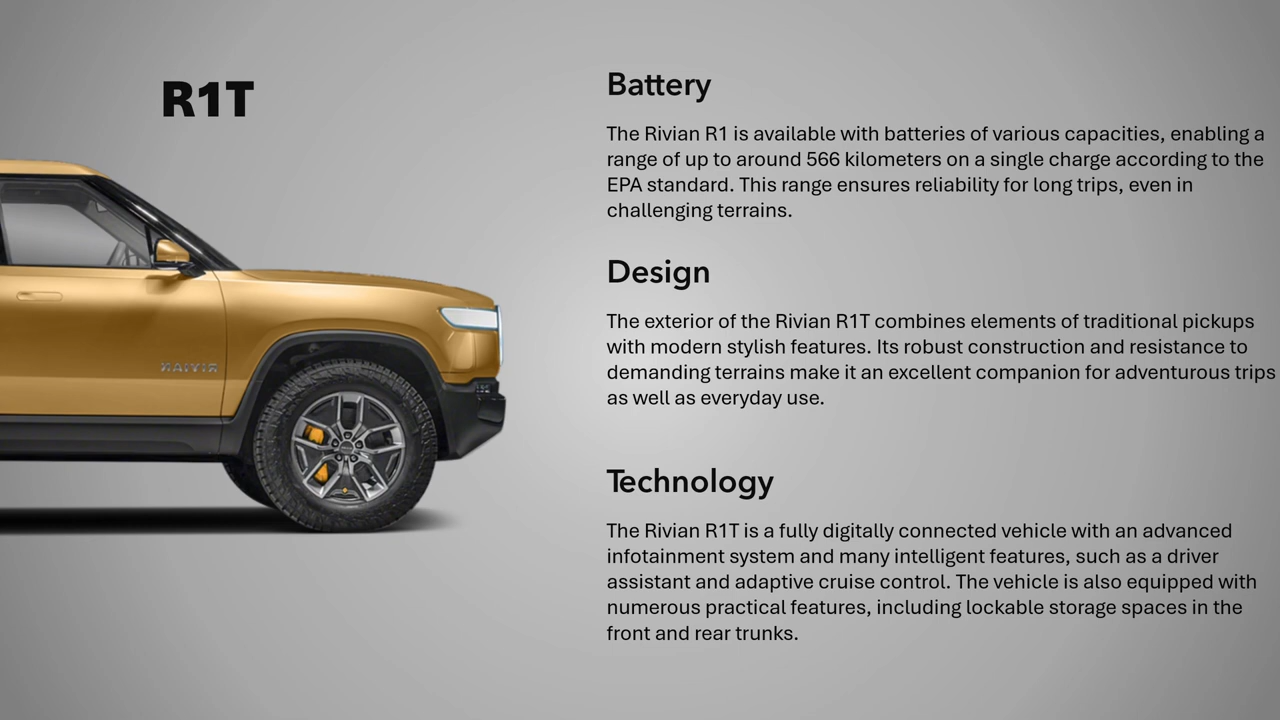 R1T
Battery
The Rivian R1 is available with batteries of various capacities, enabling a
range of up to around 566 kilometers on a single charge according to the
EPA standard. This range ensures reliability for long trips, even in
challenging terrains.
Design
The exterior of the Rivian R1T combines elements of traditional pickups
with modern stylish features. Its robust construction and resistance to
demanding terrains make it an excellent companion for adventurous trips
as well as everyday use.
Technology
The Rivian R1T is a fully digitally connected vehicle with an advanced
infotainment system and many intelligent features, such as a driver
assistant and adaptive cruise control. The vehicle is also equipped with
numerous practical features, including lockable storage spaces in the
front and rear trunks.
RIVIAN